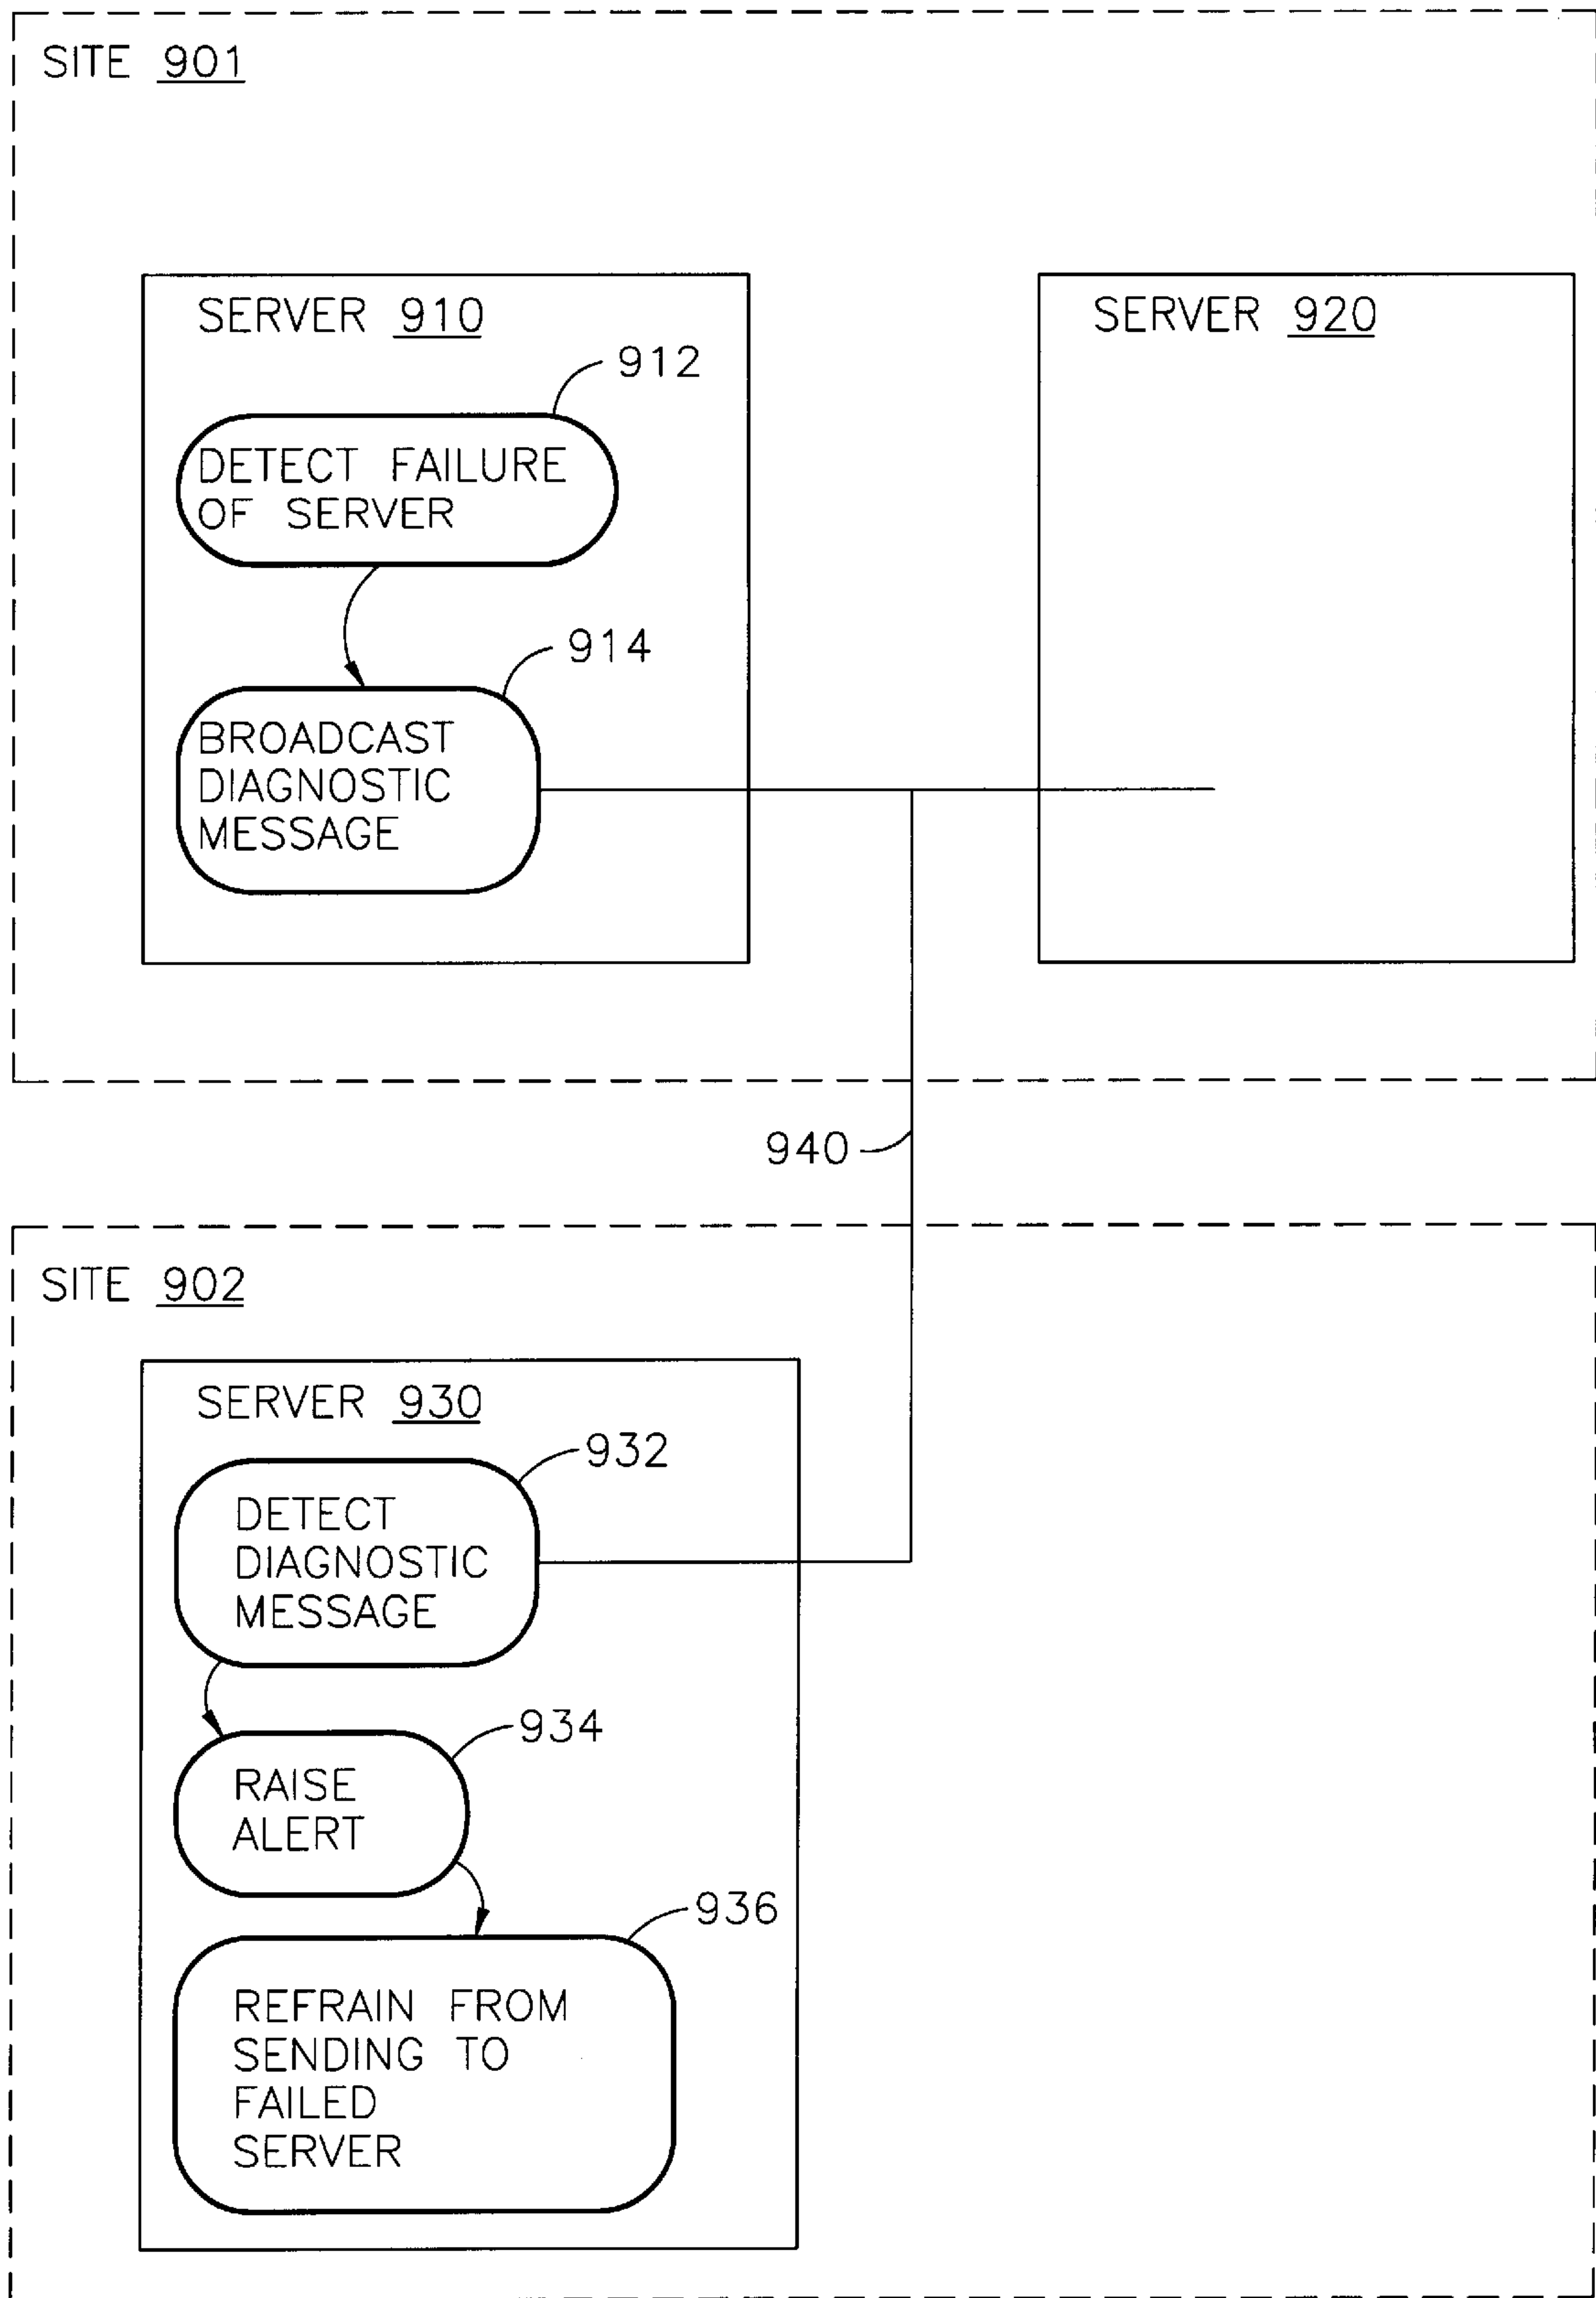 SITE 901
SERVER 910
SERVER 920
912
DETECT FAILURE
OF SERVER
914
BROADCAST
DIAGNOSTIC
MESSAGE
940
SITE 902
SERVER 930
932
DETECT
DIAGNOSTIC
MESSAGE
934
RAISE
ALERT
936
REFRAIN FROM
SENDING TO
FAILED
SERVER